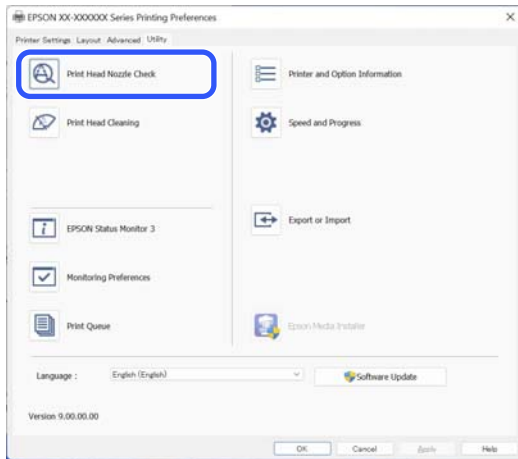 EPSON XX-XXXXXX Series Printing Preferences
Printer Settings Layout Advanced Utility
Print Head Nozzle Check
Printer and Option Information
Print Head Cleaning
Speed and Progress
EPSON Status Monitor 3
Export or Import
Monitoring Preferences
Print Queue
Epson Media Installer
Language :
English (English)
Software Update
Version 9.00.00.00
OK Cancel Apply Help